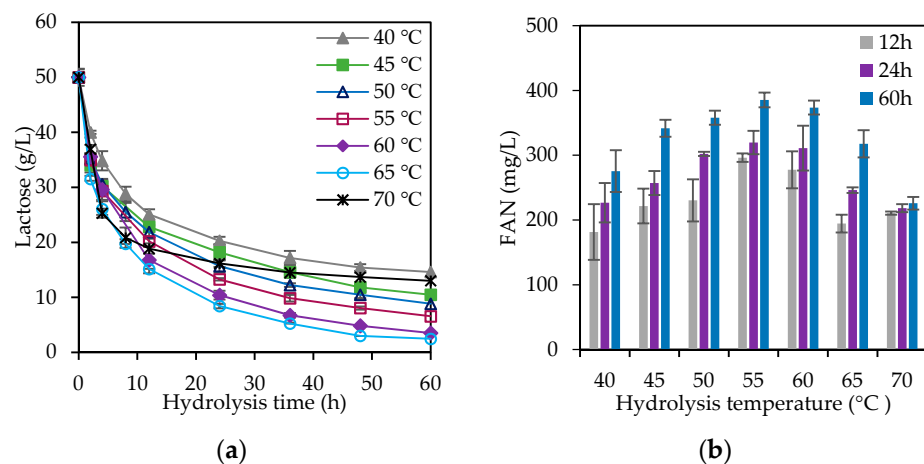 60
50
40
30
20
10
0
Lactose (g/L)
0 10 20 30 40 50 60
Hydrolysis time (h)
40 °C
45 °C
50 °C
55 °C
60 °C
65 °C
70 °C
(a)
500
400
300
200
100
0
FAN (mg/L)
12h
24h
60h
40 45 50 55 60 65 70
Hydrolysis temperature (°C )
(b)